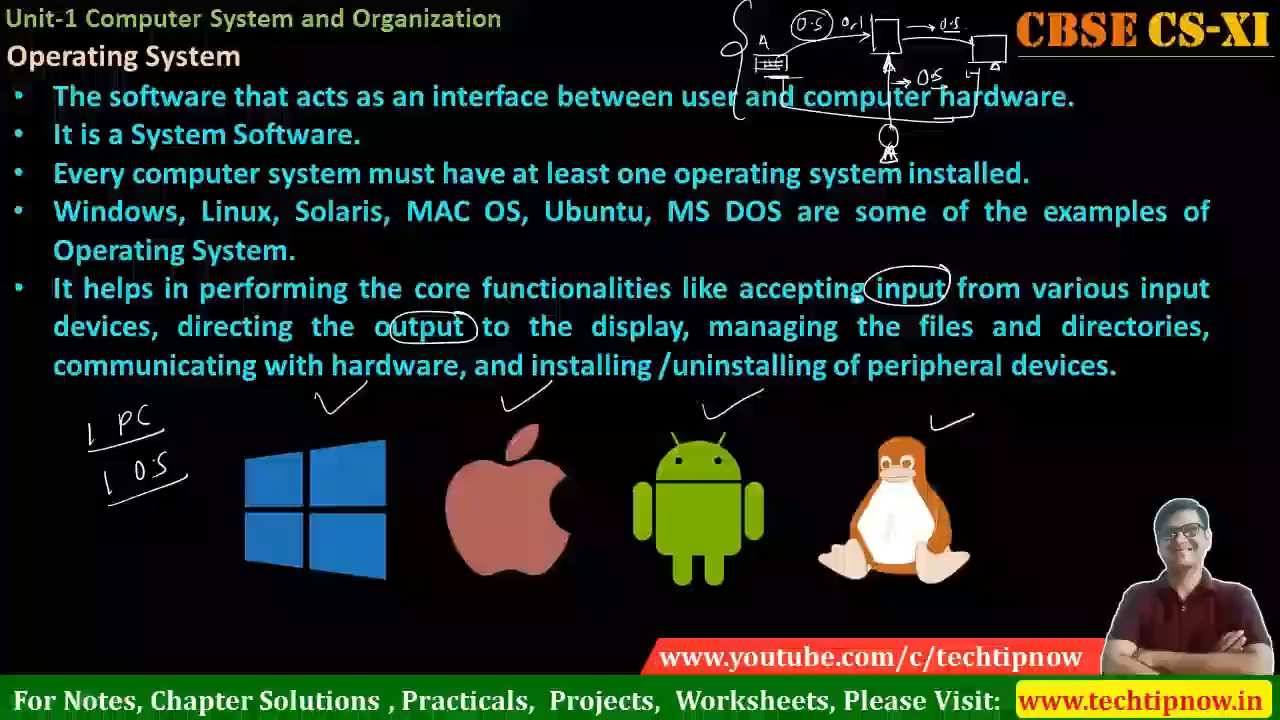 Unit-1 Computer System and Organization
CBSE CS-XI
Operating System
A
O.S
O.S
O.S
• The software that acts as an interface between user and computer hardware.
• It is a System Software.
• Every computer system must have at least one operating system installed.
• Windows, Linux, Solaris, MAC OS, Ubuntu, MS DOS are some of the examples of
Operating System.
• It helps in performing the core functionalities like accepting input from various input
devices, directing the output to the display, managing the files and directories,
communicating with hardware, and installing /uninstalling of peripheral devices.
1 PC
1 O.S
www.youtube.com/c/techtipnow
For Notes, Chapter Solutions , Practicals, Projects, Worksheets, Please Visit: www.techtipnow.in